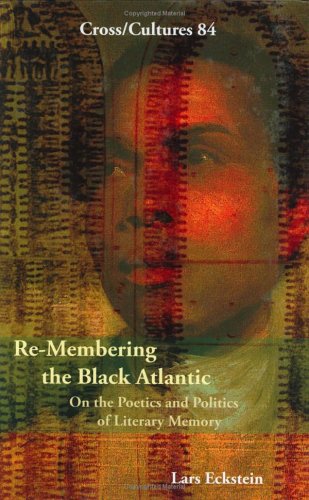 Cross/Cultures 84
Re-Membering
the Black Atlantic
On the Poetics and Politics
of Literary Memory
Lars Eckstein